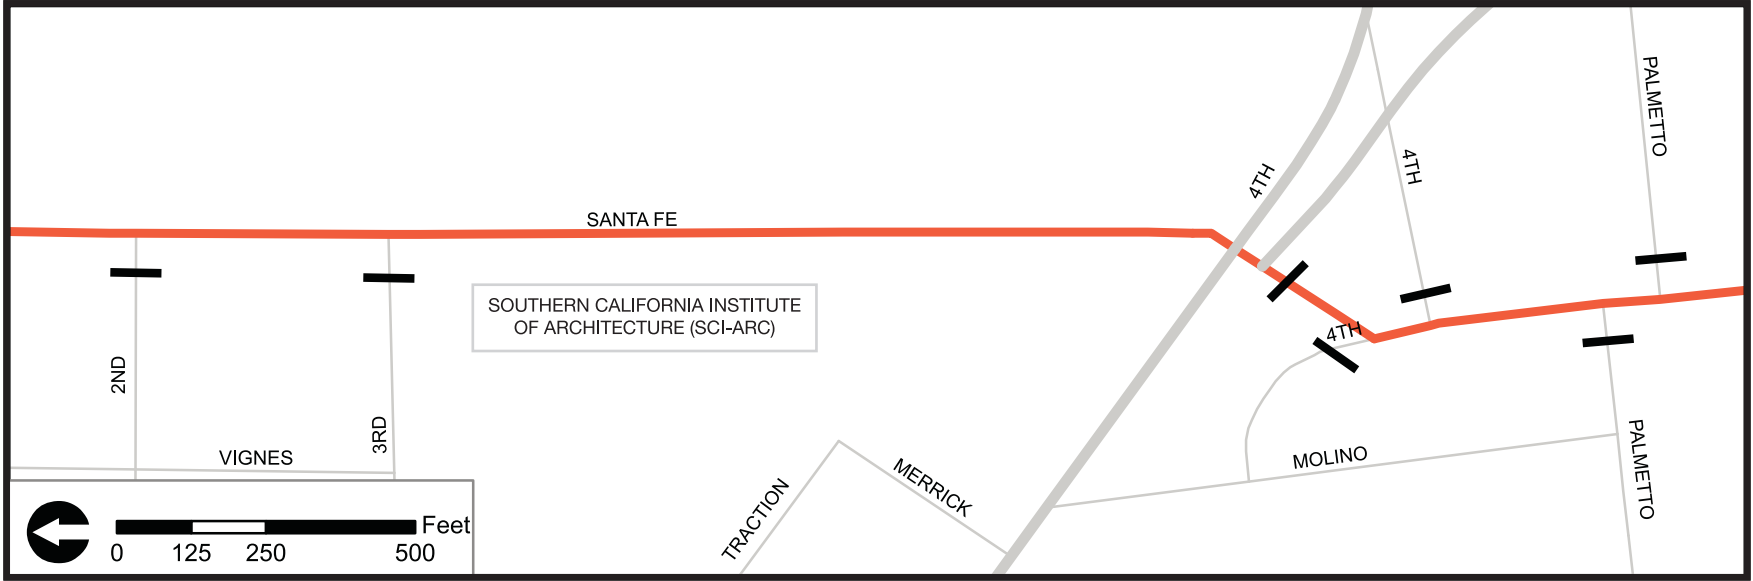 PALMETTO
4TH
4TH
SANTA FE
SOUTHERN CALIFORNIA INSTITUTE
OF ARCHITECTURE (SCI-ARC)
4TH
2ND
3RD
VIGNES
MERRICK
MOLINO
PALMETTO
TRACTION
Feet
0 125 250 500